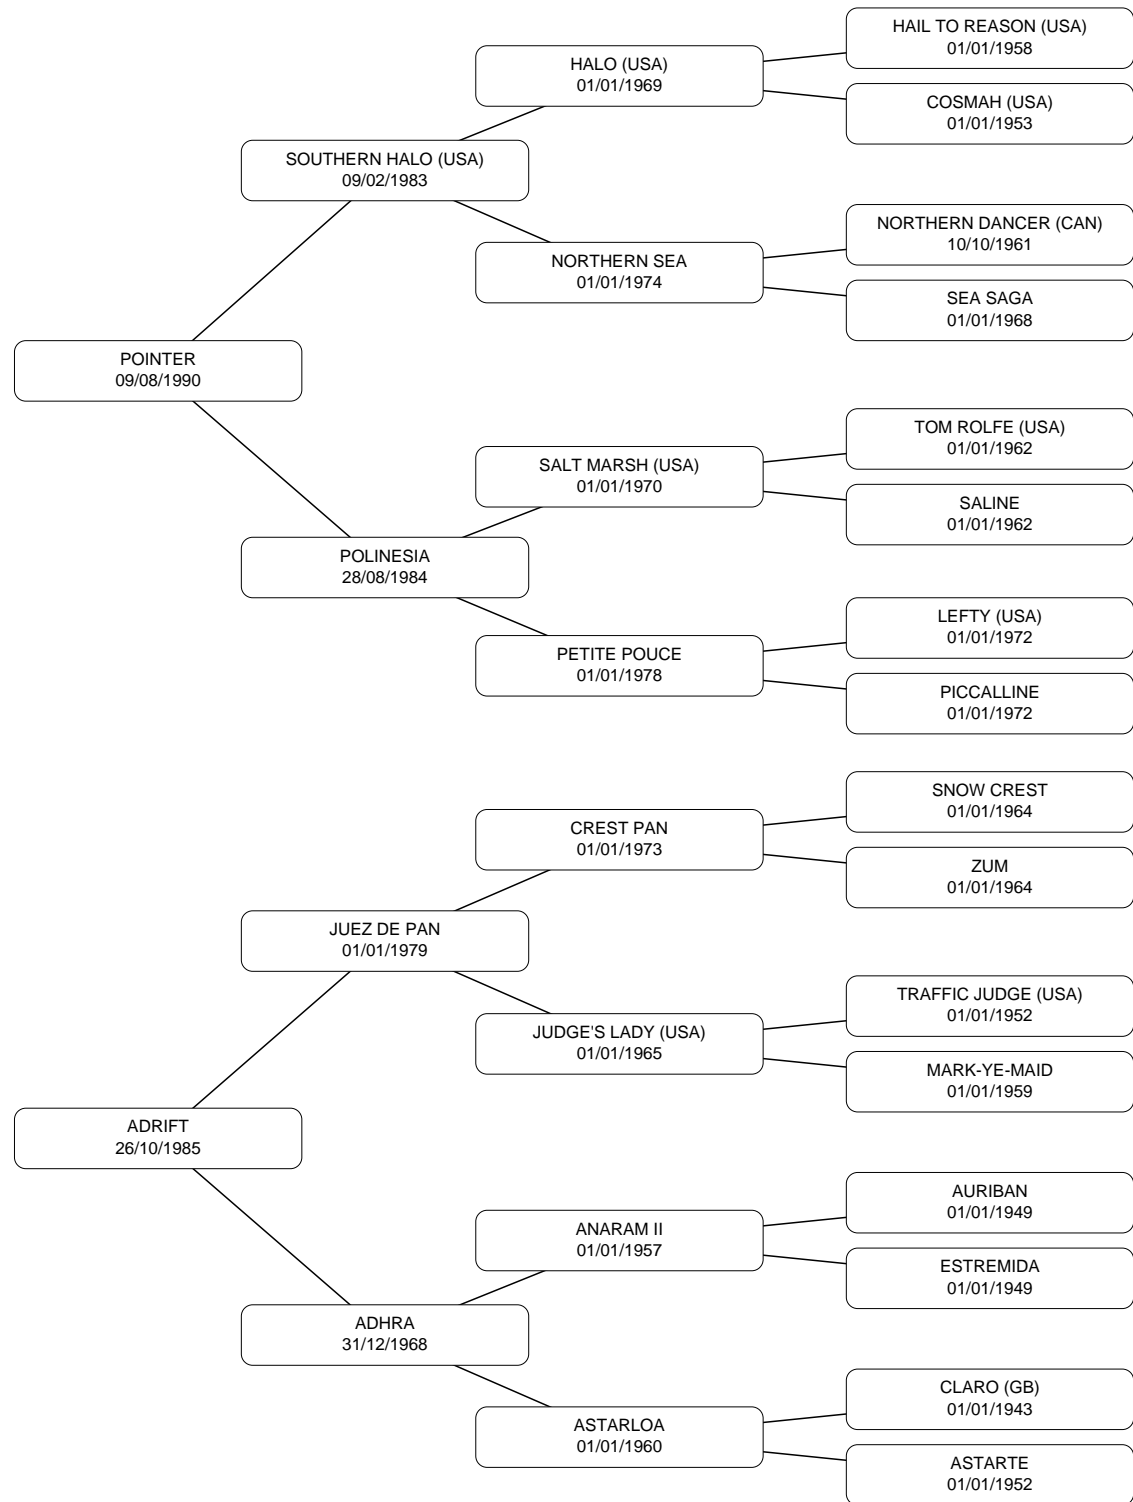 HAIL TO REASON (USA)
01/01/1958
HALO (USA)
01/01/1969
COSMAH (USA)
01/01/1953
SOUTHERN HALO (USA)
09/02/1983
NORTHERN DANCER (CAN)
10/10/1961
NORTHERN SEA
01/01/1974
SEA SAGA
01/01/1968
POINTER
09/08/1990
TOM ROLFE (USA)
01/01/1962
SALT MARSH (USA)
01/01/1970
SALINE
01/01/1962
POLINESIA
28/08/1984
LEFTY (USA)
01/01/1972
PETITE POUCE
01/01/1978
PICCALLINE
01/01/1972
SNOW CREST
01/01/1964
CREST PAN
01/01/1973
ZUM
01/01/1964
JUEZ DE PAN
01/01/1979
TRAFFIC JUDGE (USA)
01/01/1952
JUDGE'S LADY (USA)
01/01/1965
MARK-YE-MAID
01/01/1959
ADRIFT
26/10/1985
AURIBAN
01/01/1949
ANARAM II
01/01/1957
ESTREMIDA
01/01/1949
ADHRA
31/12/1968
CLARO (GB)
01/01/1943
ASTARLOA
01/01/1960
ASTARTE
01/01/1952